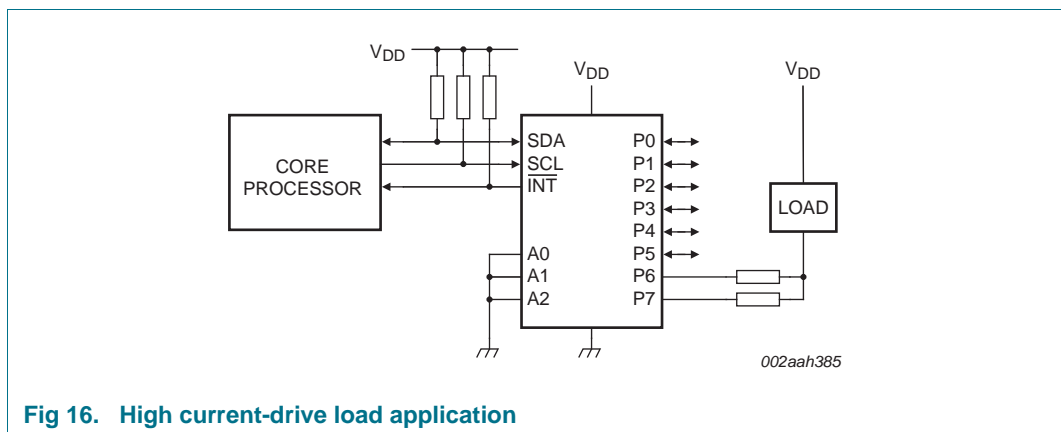 VDD
VDD
VDD
CORE
PROCESSOR
SDA
SCL
INT
A0
A1
A2
P0
P1
P2
P3
P4
P5
P6
P7
LOAD
002aah385
Fig 16. High current-drive load application